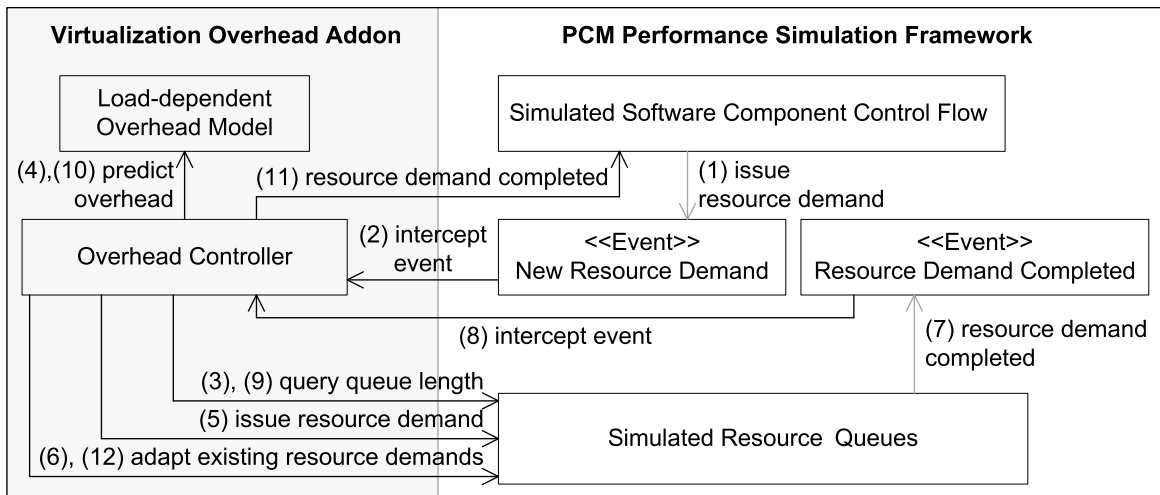 Virtualization Overhead Addon
PCM Performance Simulation Framework
Load-dependent
Overhead Model
Simulated Software Component Control Flow
(4),(10) predict
overhead
(11) resource demand completed
(1) issue
resource demand
Overhead Controller
(2) intercept
event
<<Event>>
New Resource Demand
<<Event>>
Resource Demand Completed
(8) intercept event
(7) resource demand
completed
(3), (9) query queue length
(5) issue resource demand
(6), (12) adapt existing resource demands
Simulated Resource Queues